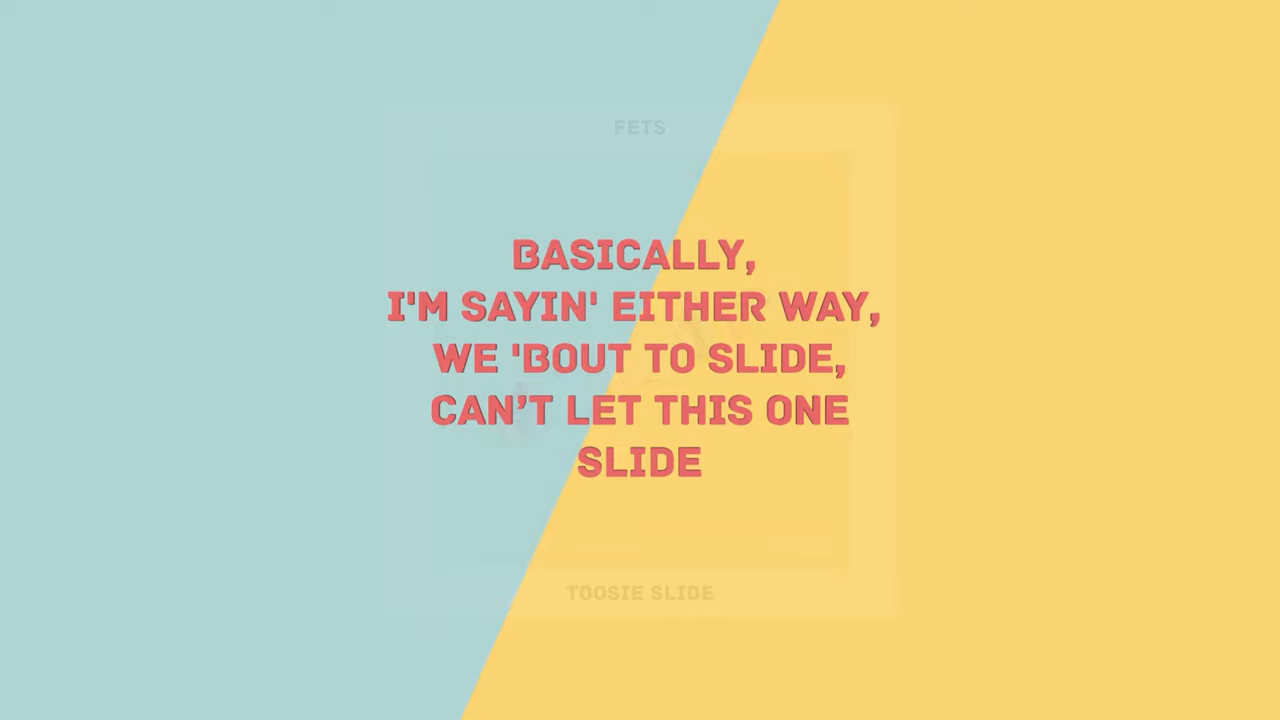 FETS
BASICALLY,
I'M SAYIN' EITHER WAY,
WE 'BOUT TO SLIDE,
CAN’T LET THIS ONE
SLIDE
TOOSIE SLIDE